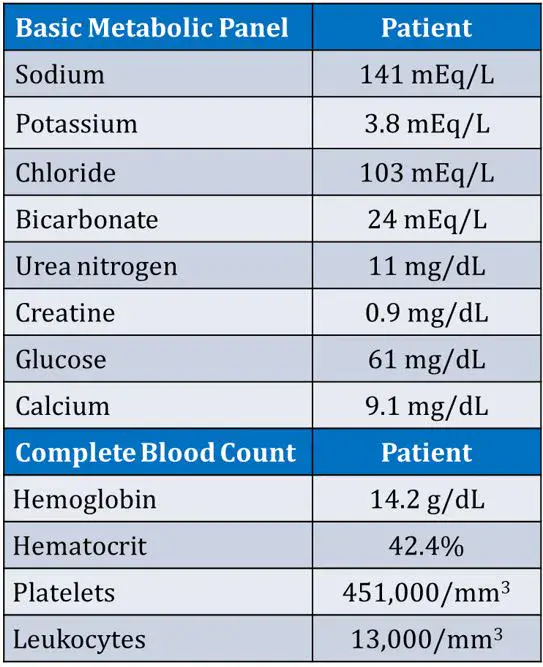 Basic Metabolic Panel Patient
Sodium 141 mEq/L
Potassium 3.8 mEq/L
Chloride 103 mEq/L
Bicarbonate 24 mEq/L
Urea nitrogen 11 mg/dL
Creatine 0.9 mg/dL
Glucose 61 mg/dL
Calcium 9.1 mg/dL
Complete Blood Count Patient
Hemoglobin 14.2 g/dL
Hematocrit 42.4%
Platelets 451,000/mm³
Leukocytes 13,000/mm³